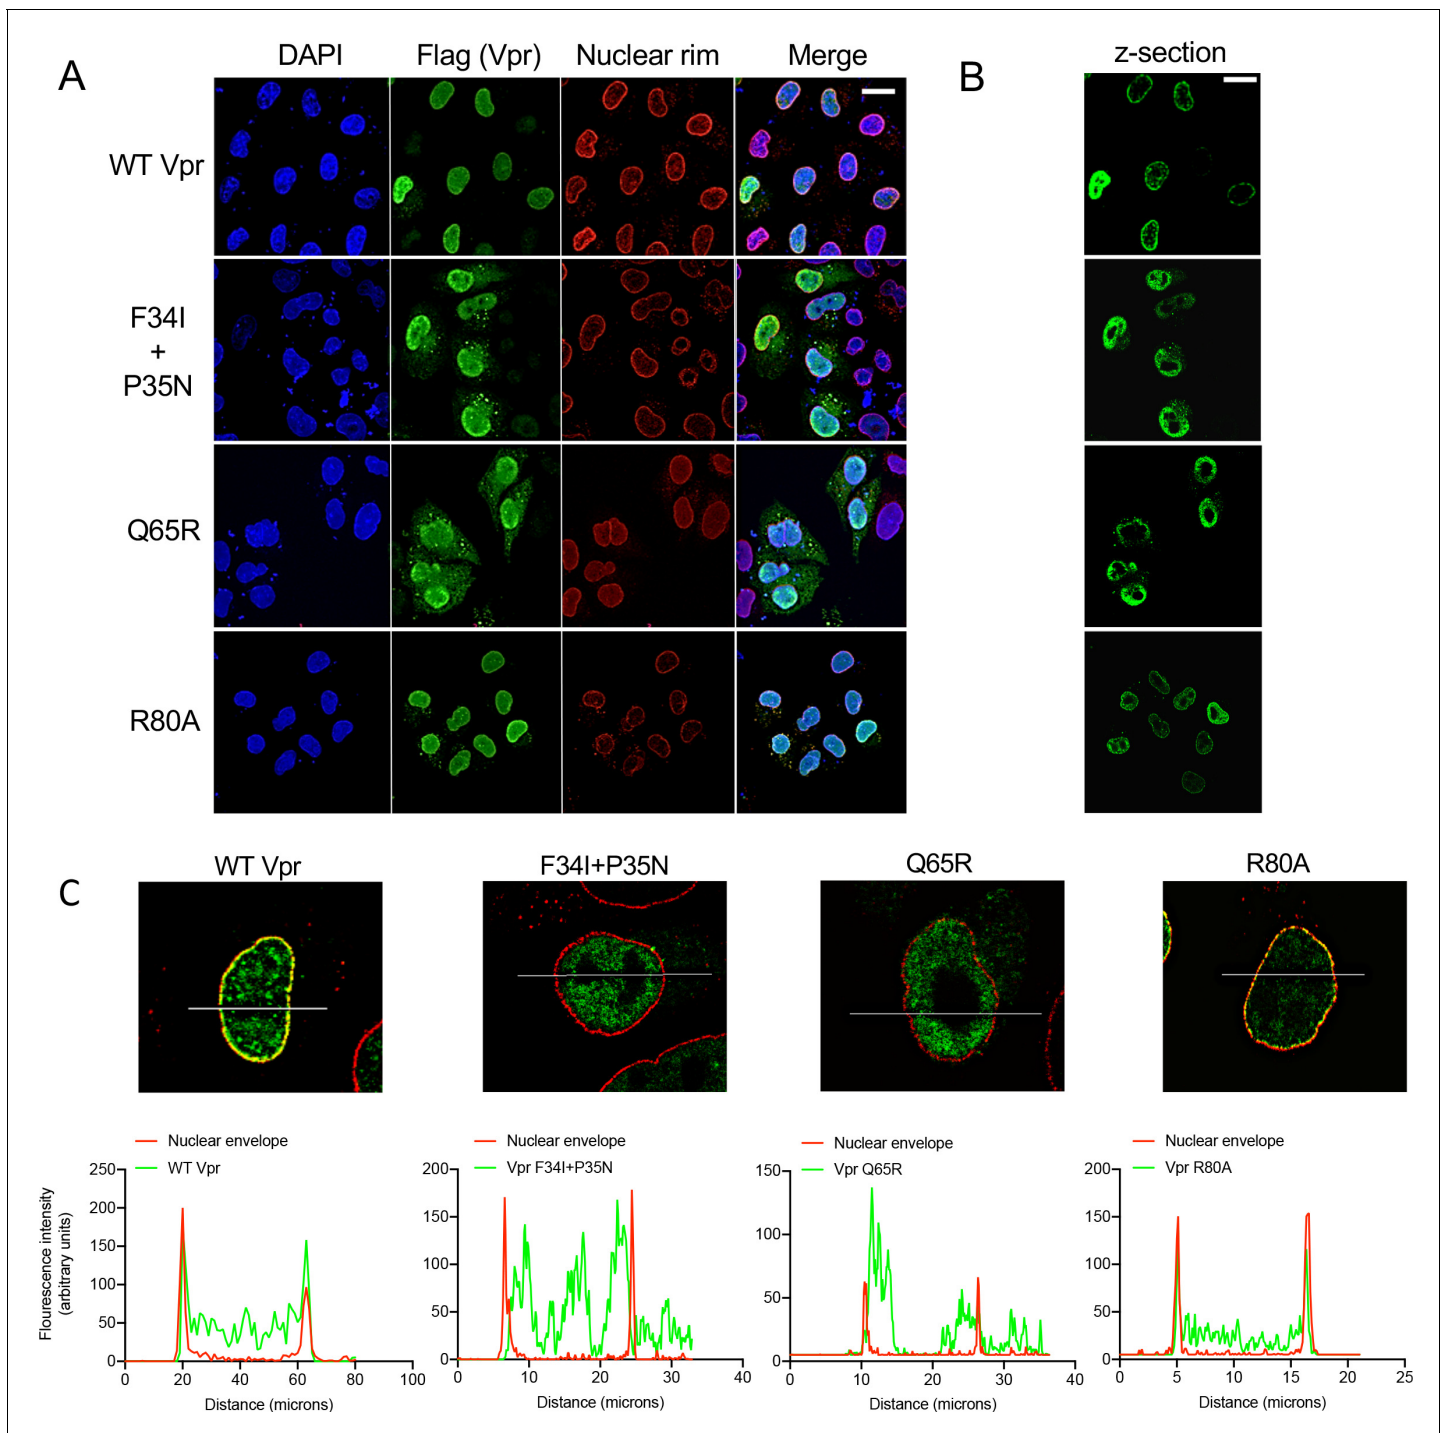 A
DAPI
Flag (Vpr)
Nuclear rim
Merge
B
z-section
WT Vpr
F34I
+
P35N
Q65R
R80A
C
WT Vpr
F34I+P35N
Q65R
R80A
Flourescence intensity
(arbitrary units)
Nuclear envelope
WT Vpr
250
200
150
100
50
0
0 20 40 60 80 100
Distance (microns)
Nuclear envelope
Vpr F34I+P35N
200
150
100
50
0
0 10 20 30 40
Distance (microns)
Nuclear envelope
Vpr Q65R
150
100
50
0
0 10 20 30 40
Distance (microns)
Nuclear envelope
Vpr R80A
200
150
100
50
0
0 5 10 15 20 25
Distance (microns)